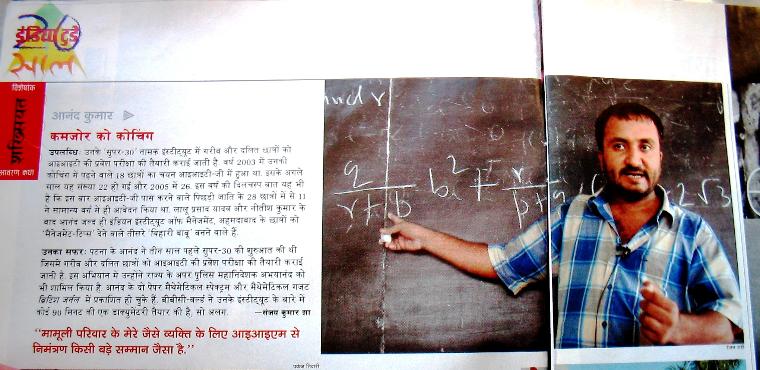 इंडिया टुडे
साल
विशेषांक
शख्सियत
आवरण कथा
आनंद कुमार
कमजोर को कोचिंग
उपलब्धिः उनके 'सुपर-30' नामक इंस्टीट्यूट में गरीब और दलित छात्रों को
आइआइटी की प्रवेश परीक्षा की तैयारी कराई जाती है. वर्ष 2003 में उनकी
कोचिंग में पढ़ने वाले 18 छात्रों का चयन आइआइटी-जी में हुआ था. इसके अगले
साल यह संख्या 22 हो गई और 2005 में 26. इस वर्ष की दिलचस्प बात यह भी
है कि इस बार आइआइटी-जी पास करने वाले पिछड़ी जाति के 28 छात्रों में से 11
ने सामान्य वर्ग में ही आवेदन किया था. लालू प्रसाद यादव और नीतीश कुमार के
बाद आनंद जल्द ही इंडियन इंस्टीट्यूट ऑफ मैनेजमेंट, अहमदाबाद के छात्रों को
'मैनेजमेंट-टिप्स' देने वाले तीसरे 'बिहारी बाबू' बनने वाले हैं.
उनका सफरः पटना के आनंद ने तीन साल पहले सुपर-30 की शुरुआत की थी
जिसमें गरीब और दलित छात्रों को आइआइटी की प्रवेश परीक्षा की तैयारी कराई
जाती है. इस अभियान में उन्होंने राज्य के अपर पुलिस महानिदेशक अभयानंद को
भी शामिल किया है. आनंद के दो पेपर मैथेमेटिकल स्पेक्ट्रम और मैथेमेटिकल गजट
ब्रिटिश जर्नल में प्रकाशित हो चुके हैं. बीबीसी-वर्ल्ड ने उनके इंस्टीट्यूट के बारे में
कोई 90 मिनट की एक डाक्युमेंटरी तैयार की है, सो अलग. —संजय कुमार झा
"मामूली परिवार के मेरे जैसे व्यक्ति के लिए आइआइएम से
निमंत्रण किसी बड़े सम्मान जैसा है."